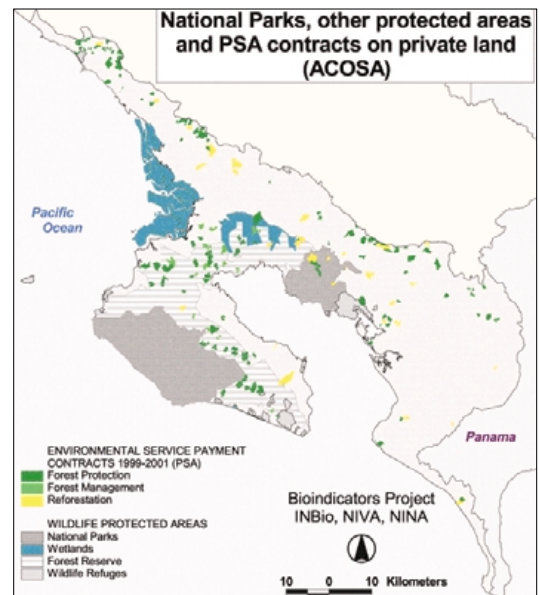 National Parks, other protected areas
and PSA contracts on private land
(ACOSA)
Pacific
Ocean
Panama
ENVIRONMENTAL SERVICE PAYMENT
CONTRACTS 1999-2001 (PSA)
Forest Protection
Forest Management
Reforestation
WILDLIFE PROTECTED AREAS
National Parks
Wetlands
Forest Reserve
Wildlife Refuges
Bioindicators Project
INBio, NIVA, NINA
10 0 10 Kilometers